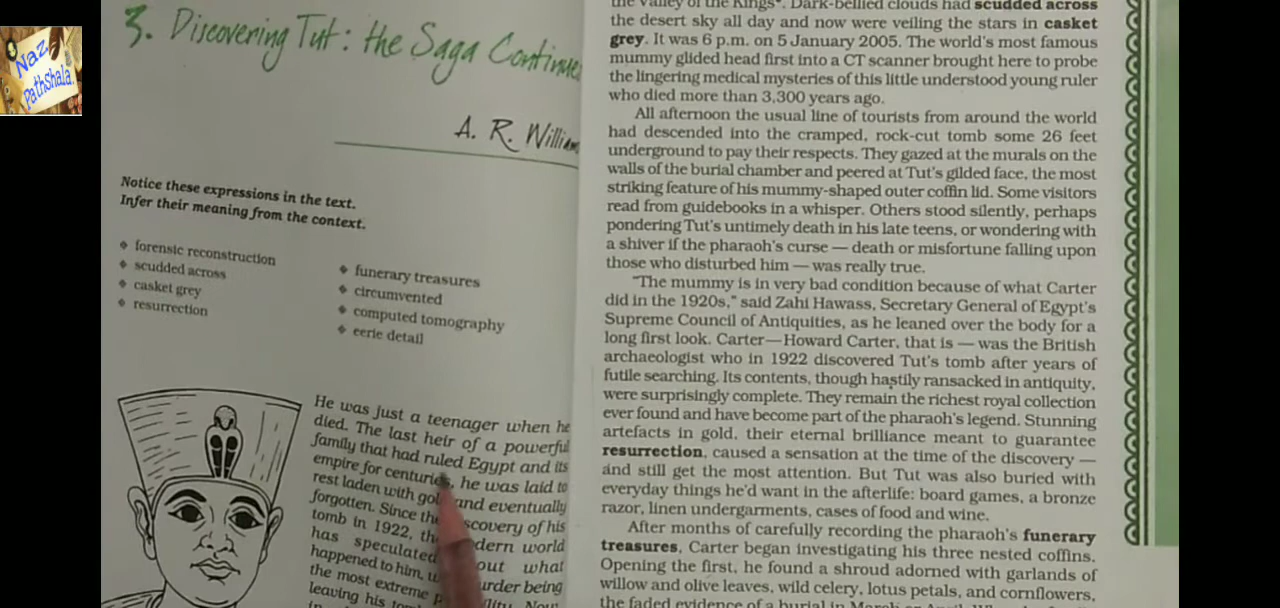 Naz
Pathshala
3. Discovering Tut : the Saga Continue
A. R. William
Notice these expressions in the text.
Infer their meaning from the context.
❖ forensic reconstruction
❖ scudded across
❖ casket grey
❖ resurrection
❖ funerary treasures
❖ circumvented
❖ computed tomography
❖ eerie detail
He was just a teenager when he
died. The last heir of a powerful
family that had ruled Egypt and its
empire for centuries, he was laid to
rest laden with and eventually
forgotten. Since the discovery of his
tomb in 1922, modern world
has speculated what
happened to him, being
the most extreme Now,
leaving his
the valley of the Kings". Dark-bellied clouds had scudded across
the desert sky all day and now were veiling the stars in casket
grey. It was 6 p.m. on 5 January 2005. The world's most famous
mummy glided head first into a CT scanner brought here to probe
the lingering medical mysteries of this little understood young ruler
who died more than 3,300 years ago.
All afternoon the usual line of tourists from around the world
had descended into the cramped, rock-cut tomb some 26 feet
underground to pay their respects. They gazed at the murals on the
walls of the burial chamber and peered at Tut's gilded face, the most
striking feature of his mummy-shaped outer coffin lid. Some visitors
read from guidebooks in a whisper. Others stood silently, perhaps
pondering Tut's untimely death in his late teens, or wondering with
a shiver if the pharaoh's curse — death or misfortune falling upon
those who disturbed him — was really true.
"The mummy is in very bad condition because of what Carter
did in the 1920s," said Zahi Hawass, Secretary General of Egypt's
Supreme Council of Antiquities, as he leaned over the body for a
long first look. Carter—Howard Carter, that is — was the British
archaeologist who in 1922 discovered Tut's tomb after years of
futile searching. Its contents, though hastily ransacked in antiquity,
were surprisingly complete. They remain the richest royal collection
ever found and have become part of the pharaoh's legend. Stunning
artefacts in gold, their eternal brilliance meant to guarantee
resurrection, caused a sensation at the time of the discovery —
and still get the most attention. But Tut was also buried with
everyday things he'd want in the afterlife: board games, a bronze
razor, linen undergarments, cases of food and wine.
After months of carefully recording the pharaoh's funerary
treasures, Carter began investigating his three nested coffins.
Opening the first, he found a shroud adorned with garlands of
willow and olive leaves, wild celery, lotus petals, and cornflowers,
the faded evidence of a burial in March or April.